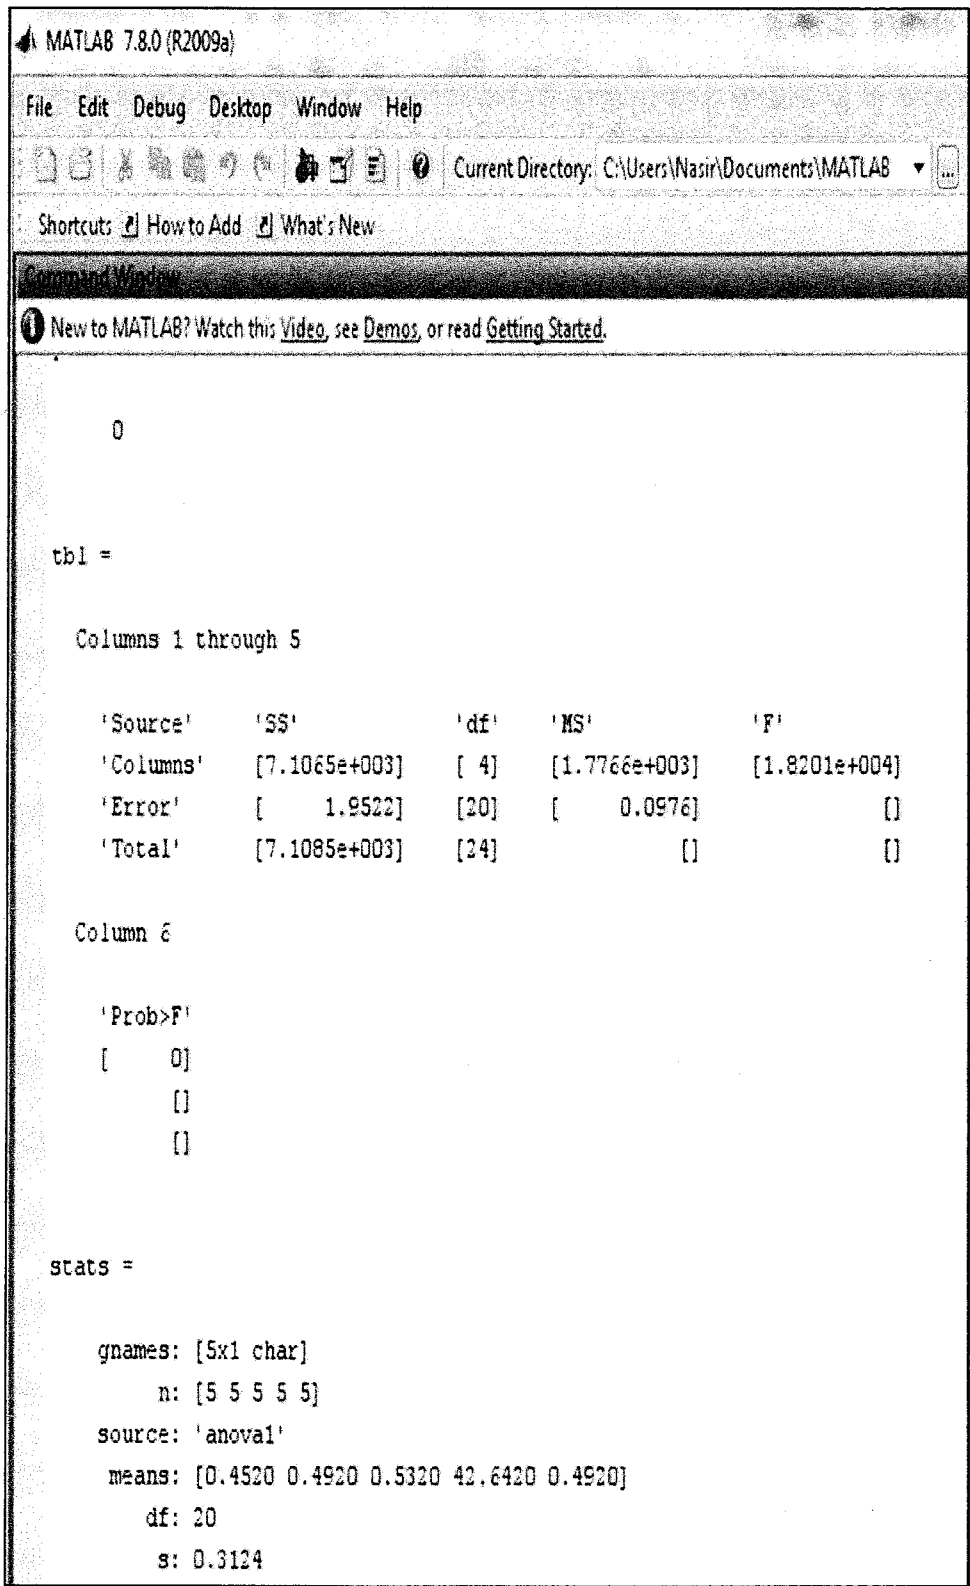 MATLAB 7.8.0 (R2009a)
File Edit Debug Desktop Window Help
Current Directory: C:\Users\Nasir\Documents\MATLAB
Shortcuts How to Add What's New
Command Window
New to MATLAB? Watch this Video, see Demos, or read Getting Started.
0
tbl =
Columns 1 through 5
'Source' 'SS' 'df' 'MS' 'F'
'Columns' [7.1065e+003] [ 4] [1.7766e+003] [1.8201e+004]
'Error' [ 1.9522] [20] [ 0.0976] []
'Total' [7.1085e+003] [24] [] []
Column 6
'Prob>F'
[ 0]
[]
[]
stats =
gnames: [5x1 char]
n: [5 5 5 5 5]
source: 'anova1'
means: [0.4520 0.4920 0.5320 42.6420 0.4920]
df: 20
s: 0.3124